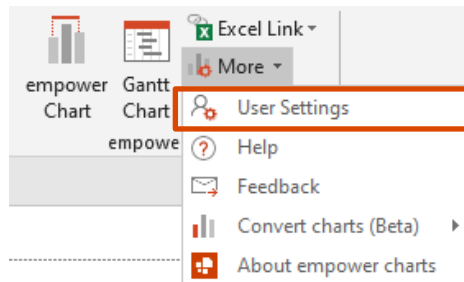 Excel Link
More
empower Chart
Gantt Chart
empowe
User Settings
Help
Feedback
Convert charts (Beta)
About empower charts